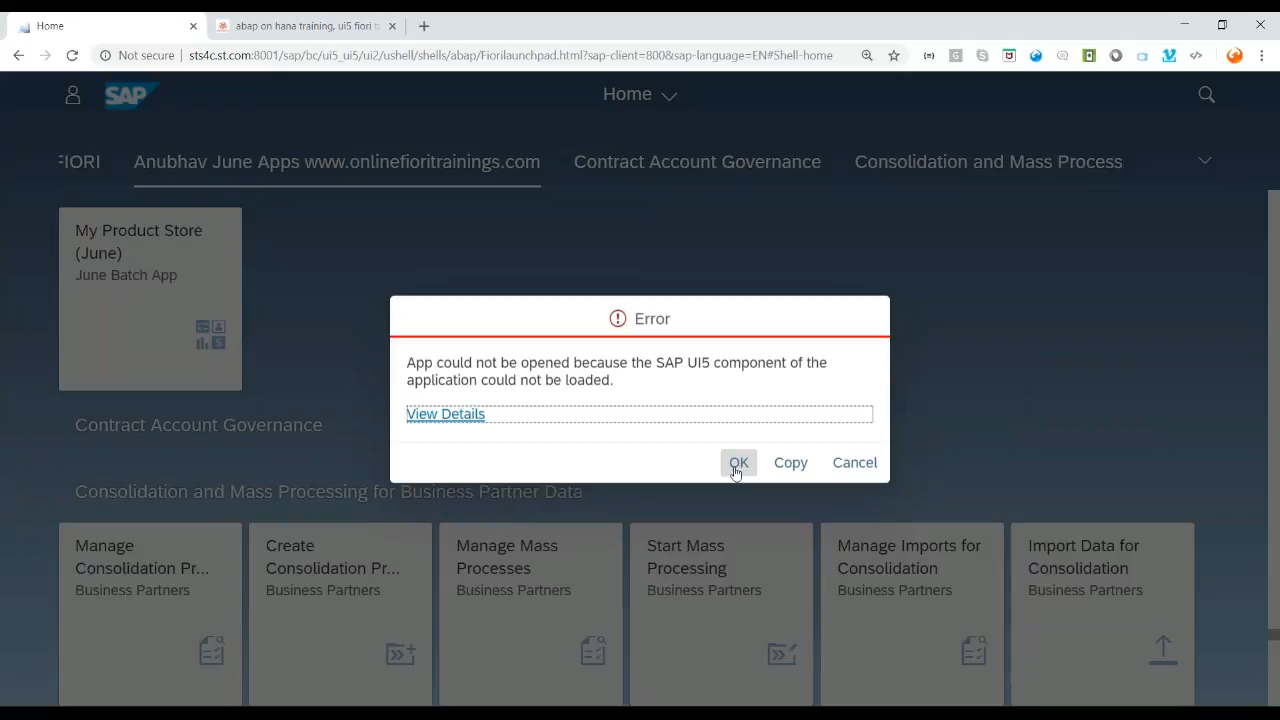 Home
abap on hana training, ui5 fiori t
Not secure
sts4c.st.com:8001/sap/bc/ui5_ui5/ui2/ushell/shells/abap/Fiorilaunchpad.html?sap-client=800&sap-language=EN#Shell-home
SAP
Home
FIORI
Anubhav June Apps www.onlinefioritrainings.com
Contract Account Governance
Consolidation and Mass Process
My Product Store
(June)
June Batch App
Error
App could not be opened because the SAP UI5 component of the
application could not be loaded.
View Details
OK
Copy
Cancel
Contract Account Governance
Consolidation and Mass Processing for Business Partner Data
Manage
Consolidation Pr...
Business Partners
Create
Consolidation Pr...
Business Partners
Manage Mass
Processes
Business Partners
Start Mass
Processing
Business Partners
Manage Imports for
Consolidation
Business Partners
Import Data for
Consolidation
Business Partners